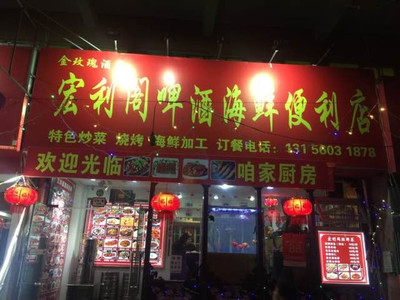 金玟瑰酒
宏利阁啤酒海鲜便利店
特色炒菜 烧烤 海鲜加工 订餐电话：131 5603 1878
欢迎光临 咱家厨房